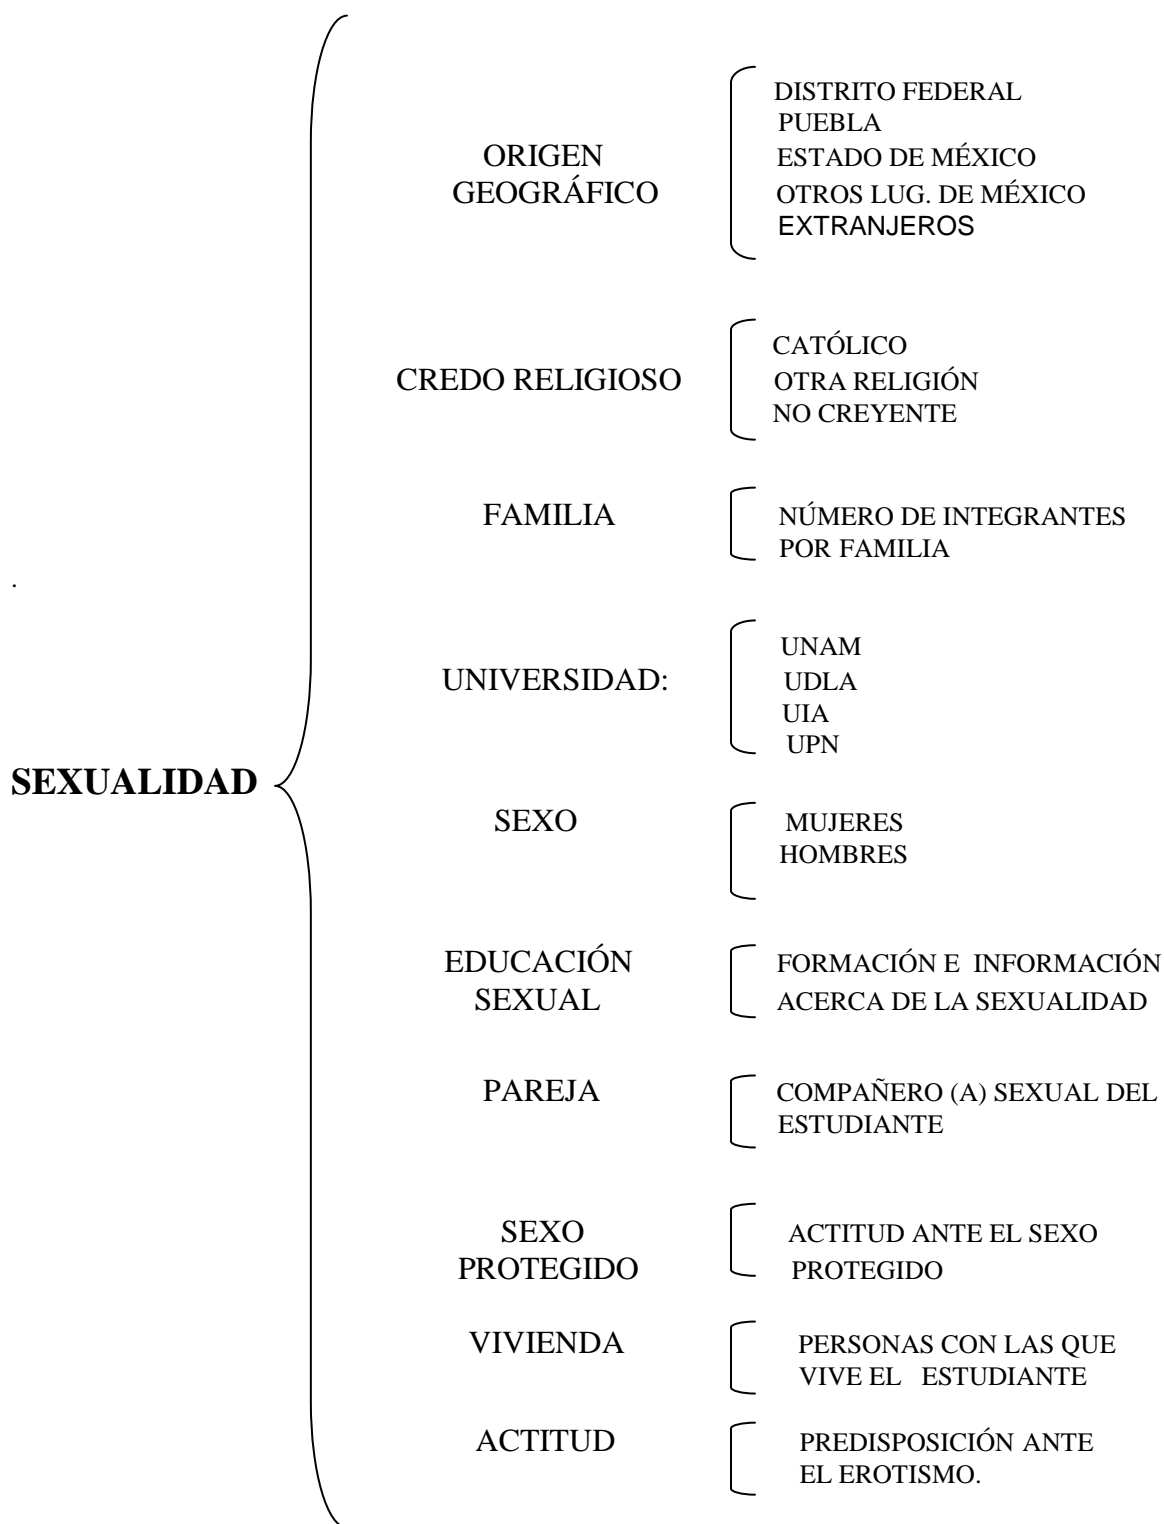 DISTRITO FEDERAL
PUEBLA
ORIGEN
GEOGRÁFICO
ESTADO DE MÉXICO
OTROS LUG. DE MÉXICO
EXTRANJEROS
CREDO RELIGIOSO
CATÓLICO
OTRA RELIGIÓN
NO CREYENTE
FAMILIA
NÚMERO DE INTEGRANTES
POR FAMILIA
.
UNIVERSIDAD:
UNAM
UDLA
UIA
UPN
SEXUALIDAD
SEXO
MUJERES
HOMBRES
EDUCACIÓN
SEXUAL
FORMACIÓN E INFORMACIÓN
ACERCA DE LA SEXUALIDAD
PAREJA
COMPAÑERO (A) SEXUAL DEL
ESTUDIANTE
SEXO
PROTEGIDO
ACTITUD ANTE EL SEXO
PROTEGIDO
VIVIENDA
PERSONAS CON LAS QUE
VIVE EL ESTUDIANTE
ACTITUD
PREDISPOSICIÓN ANTE
EL EROTISMO.